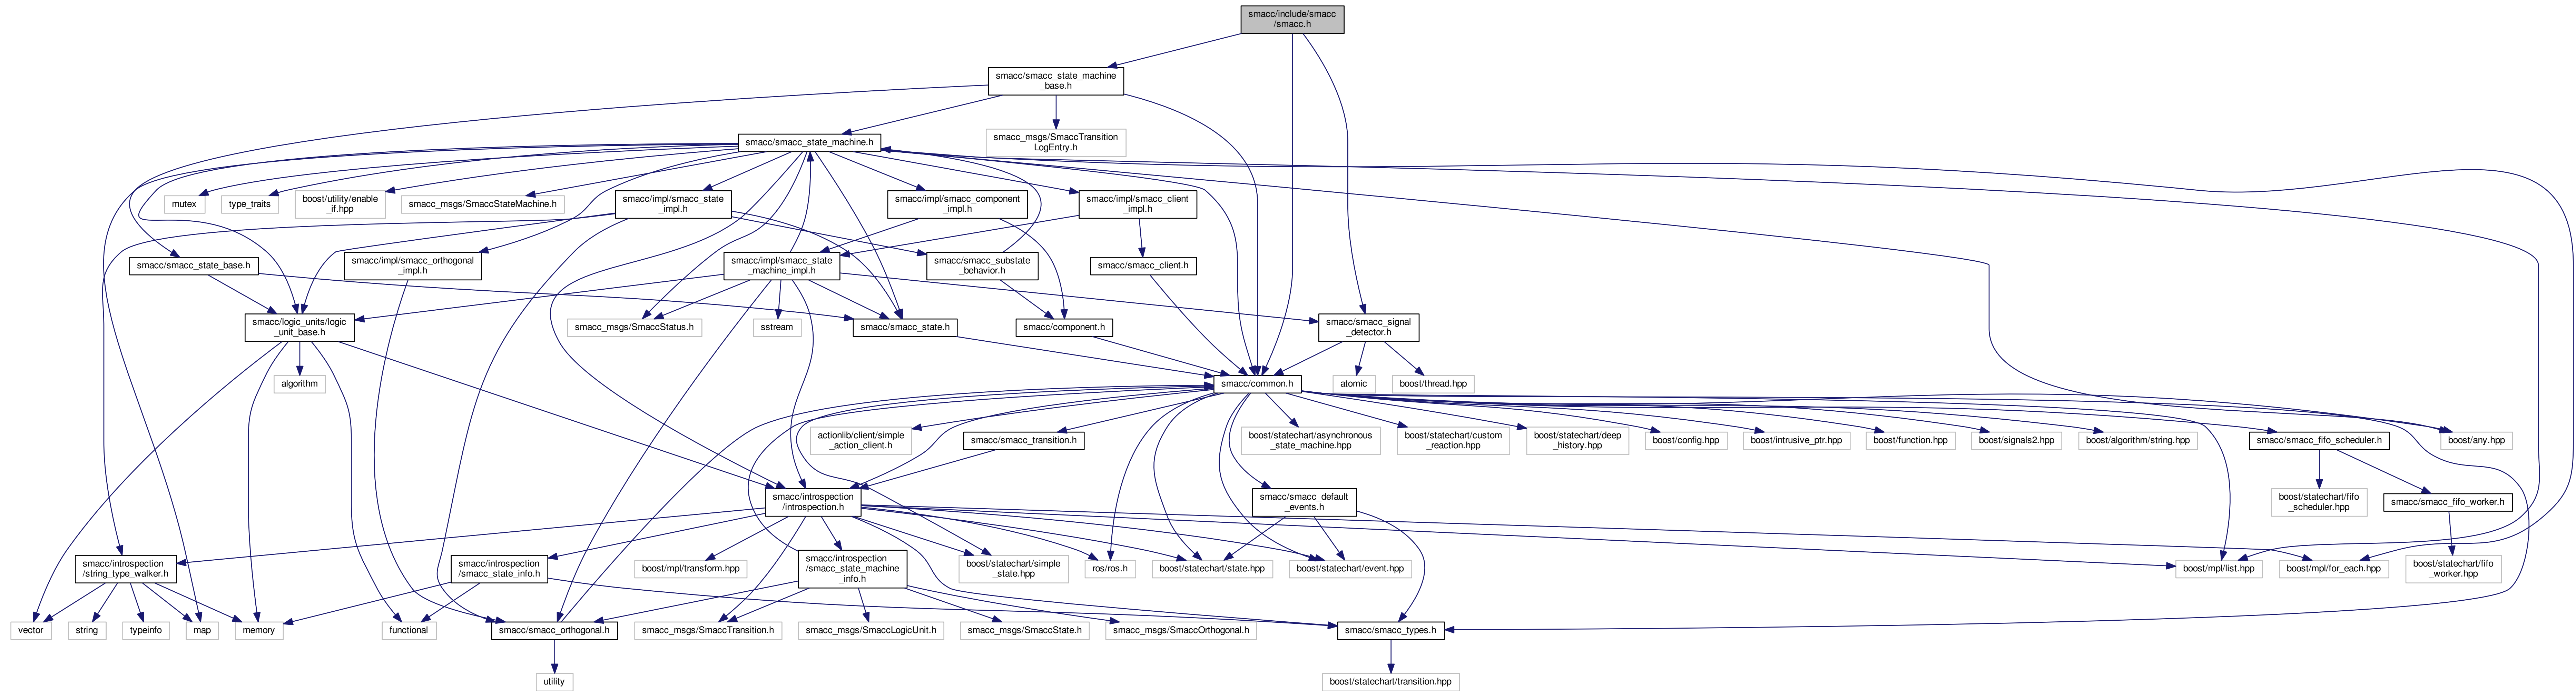 smacc/include/smacc
/smacc.h
smacc/smacc_state_machine
_base.h
smacc/smacc_state_machine.h
smacc_msgs/SmaccTransition
LogEntry.h
mutex
type_traits
boost/utility/enable
_if.hpp
smacc_msgs/SmaccStateMachine.h
smacc/impl/smacc_state
_impl.h
smacc/impl/smacc_component
_impl.h
smacc/impl/smacc_client
_impl.h
smacc/smacc_state_base.h
smacc/impl/smacc_orthogonal
_impl.h
smacc/impl/smacc_state
_machine_impl.h
smacc/smacc_substate
_behavior.h
smacc/smacc_client.h
smacc/logic_units/logic
_unit_base.h
smacc_msgs/SmaccStatus.h
sstream
smacc/smacc_state.h
smacc/component.h
smacc/smacc_signal
_detector.h
algorithm
smacc/common.h
atomic
boost/thread.hpp
actionlib/client/simple
_action_client.h
smacc/smacc_transition.h
boost/statechart/asynchronous
_state_machine.hpp
boost/statechart/custom
_reaction.hpp
boost/statechart/deep
_history.hpp
boost/config.hpp
boost/intrusive_ptr.hpp
boost/function.hpp
boost/signals2.hpp
boost/algorithm/string.hpp
smacc/smacc_fifo_scheduler.h
boost/any.hpp
smacc/introspection
/introspection.h
smacc/smacc_default
_events.h
boost/statechart/fifo
_scheduler.hpp
smacc/smacc_fifo_worker.h
smacc/introspection
/string_type_walker.h
smacc/introspection
/smacc_state_info.h
boost/mpl/transform.hpp
smacc/introspection
/smacc_state_machine
_info.h
boost/statechart/simple
_state.hpp
ros/ros.h
boost/statechart/state.hpp
boost/statechart/event.hpp
boost/mpl/list.hpp
boost/mpl/for_each.hpp
boost/statechart/fifo
_worker.hpp
vector
string
typeinfo
map
memory
functional
smacc/smacc_orthogonal.h
smacc_msgs/SmaccTransition.h
smacc_msgs/SmaccLogicUnit.h
smacc_msgs/SmaccState.h
smacc_msgs/SmaccOrthogonal.h
smacc/smacc_types.h
utility
boost/statechart/transition.hpp